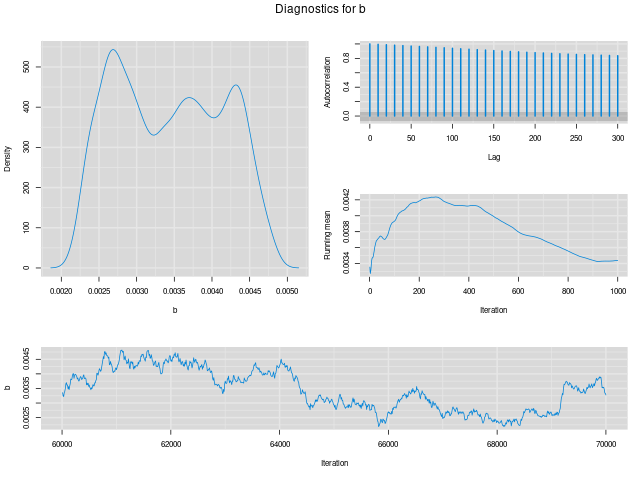 Diagnostics for b
Density
500
400
300
200
100
0
0.0020 0.0025 0.0030 0.0035 0.0040 0.0045 0.0050
b
Autocorrelation
0.8
0.4
0.0
0 50 100 150 200 250 300
Lag
Running mean
0.0042
0.0038
0.0034
0 200 400 600 800 1000
Iteration
b
0.0045
0.0035
0.0025
60000 62000 64000 66000 68000 70000
Iteration